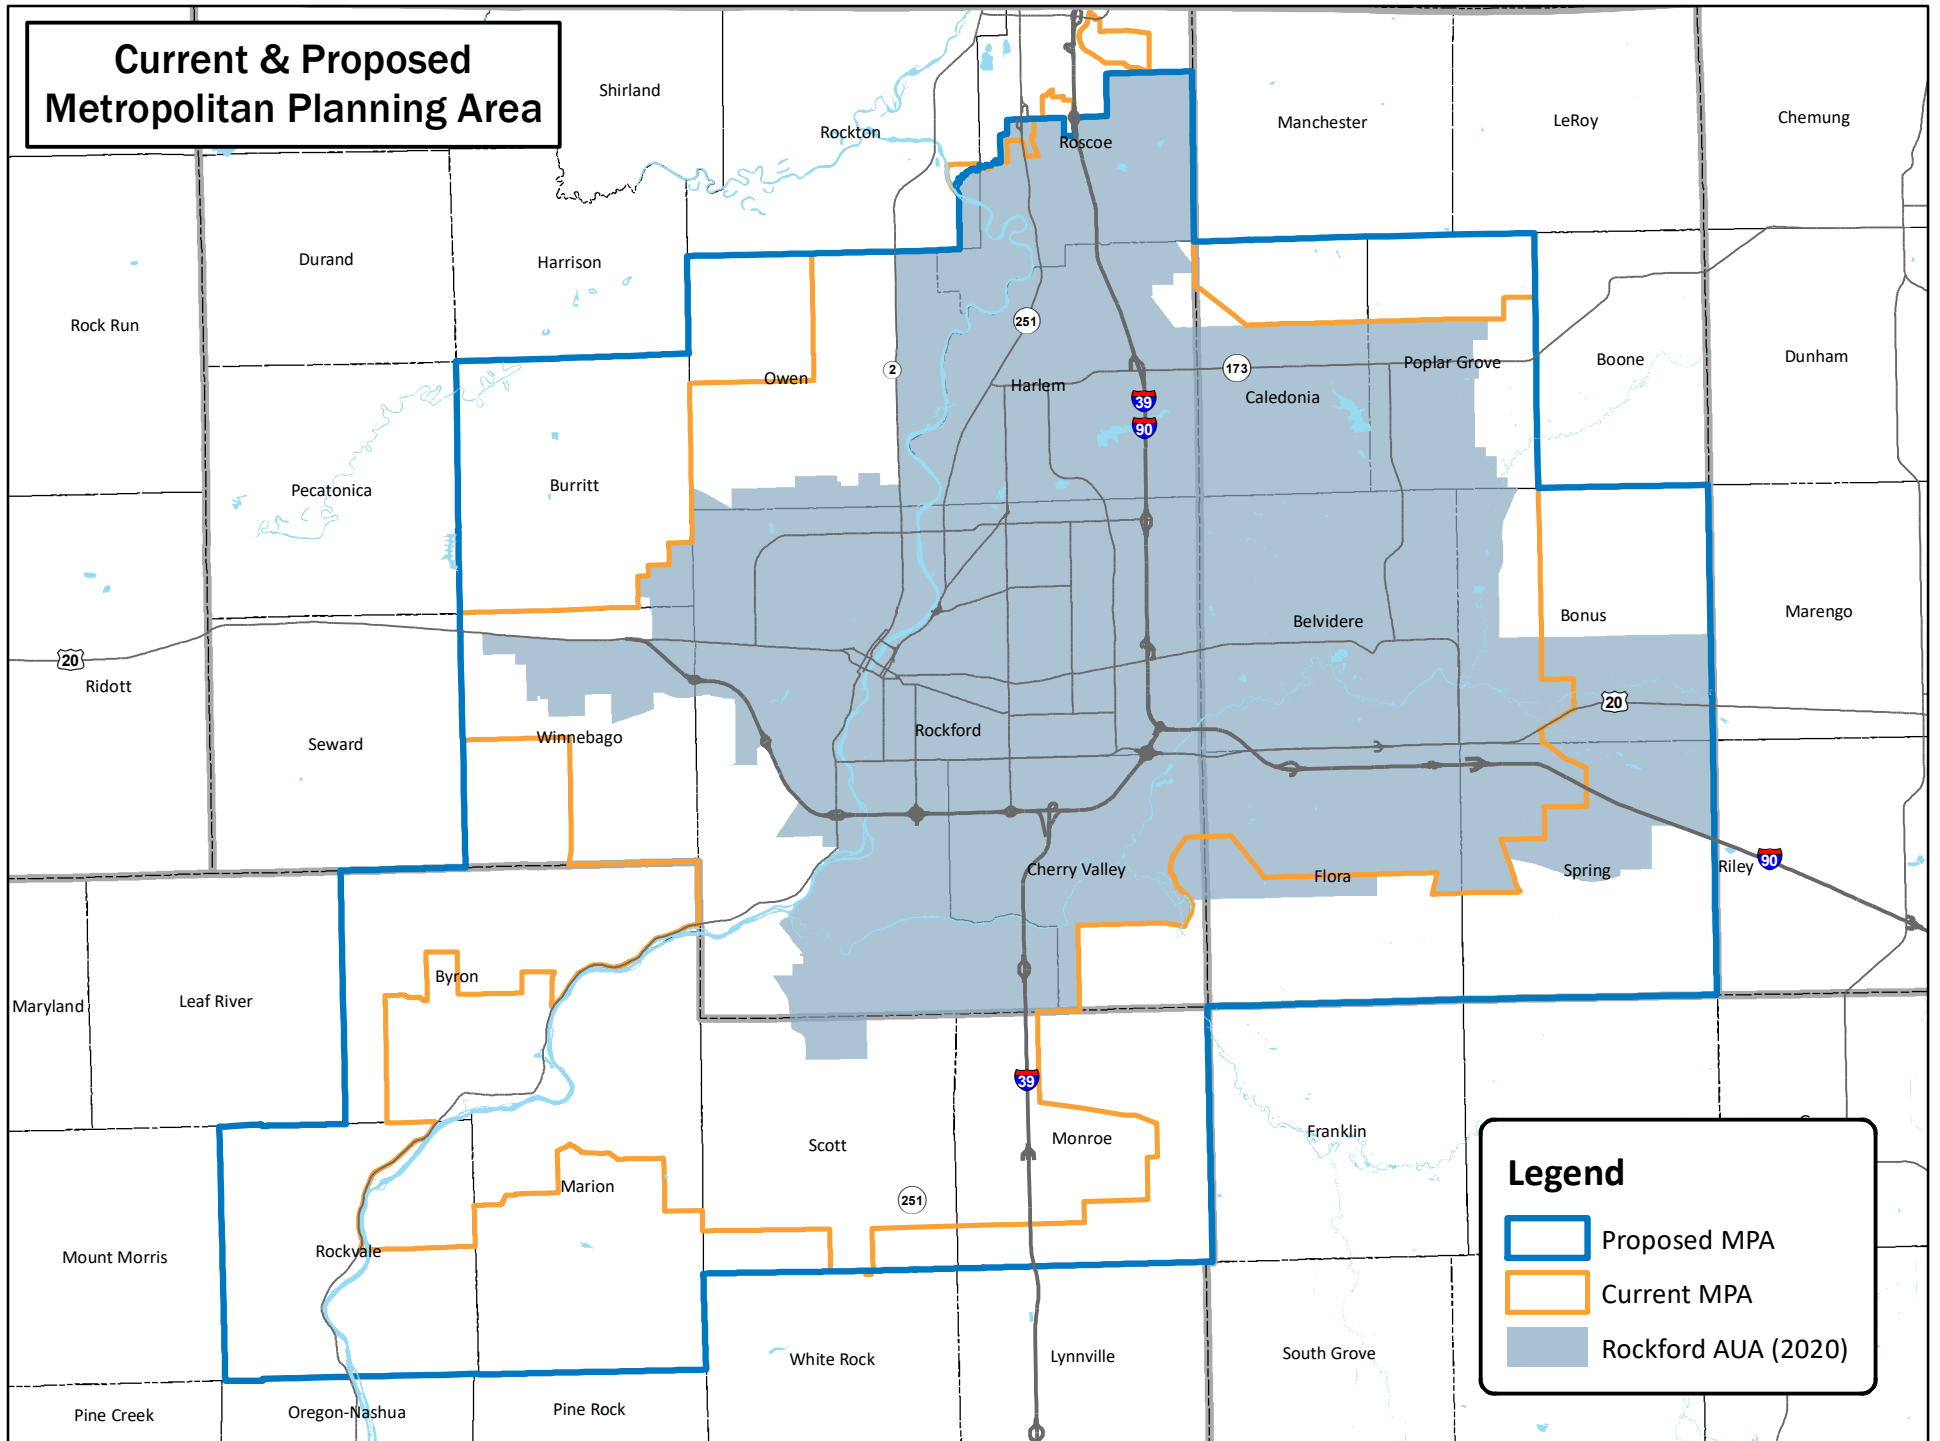 Current & Proposed
Metropolitan Planning Area
Shirland
Rockton
Roscoe
Manchester
LeRoy
Chemung
Durand
Harrison
Rock Run
251
2
Owen
Harlem
173
Poplar Grove
Boone
Dunham
39
90
Caledonia
Pecatonica
Burritt
Belvidere
Bonus
Marengo
20
Ridott
20
Seward
Winnebago
Rockford
Cherry Valley
Flora
Spring
Riley
90
Byron
Maryland
Leaf River
39
Scott
Monroe
Franklin
Marion
251
Mount Morris
Rockvale
White Rock
Lynnville
South Grove
Pine Creek
Oregon-Nashua
Pine Rock
Legend
Proposed MPA
Current MPA
Rockford AUA (2020)